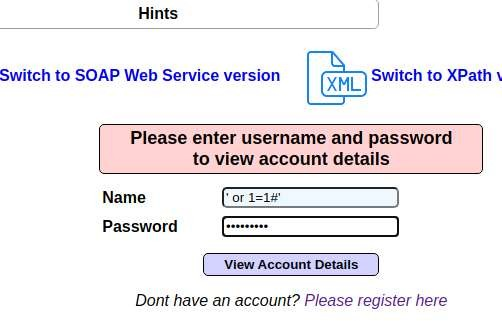 Hints
Switch to SOAP Web Service version
XML
Switch to XPath v
Please enter username and password
to view account details
Name
' or 1=1#'
Password
•••••••••
View Account Details
Dont have an account? Please register here